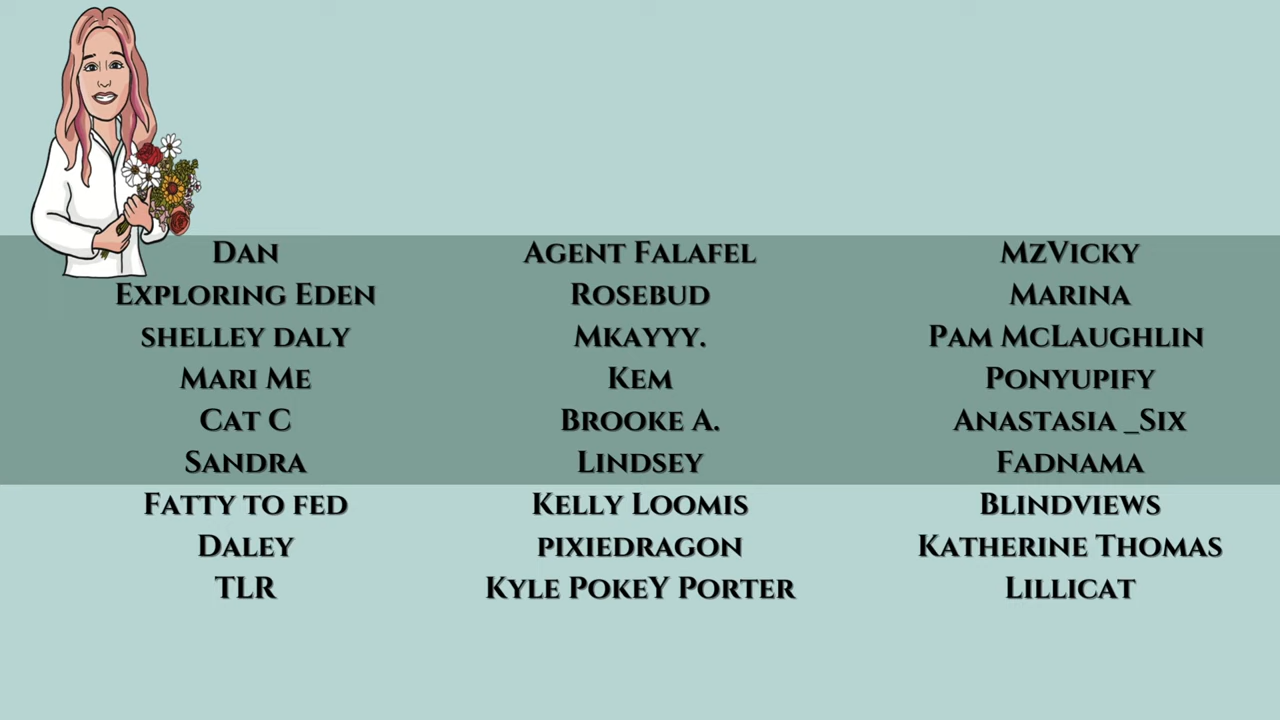 Dan
Exploring Eden
shelley daly
Mari Me
Cat C
Sandra
Fatty to fed
Daley
TLR
Agent Falafel
Rosebud
Mkayyy.
Kem
Brooke A.
Lindsey
Kelly Loomis
pixiedragon
Kyle PokeY Porter
MzVicky
Marina
Pam McLaughlin
Ponyupify
Anastasia _Six
Fadnama
Blindviews
Katherine Thomas
Lillicat